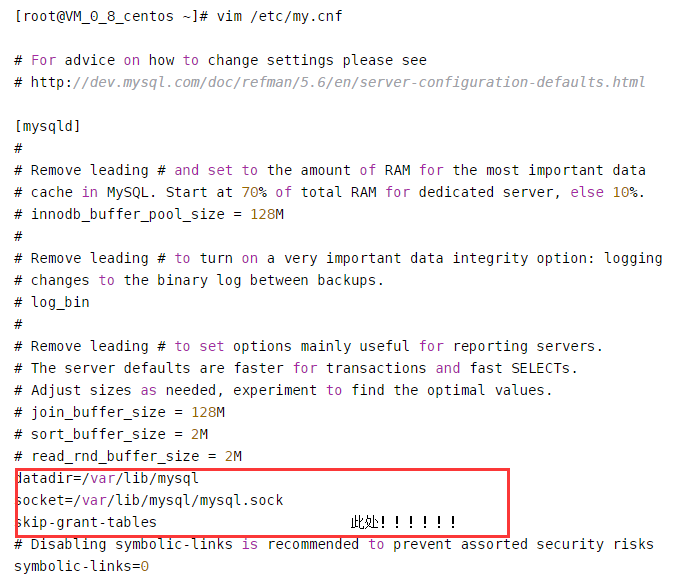 [root@VM_0_8_centos ~]# vim /etc/my.cnf
# For advice on how to change settings please see
# http://dev.mysql.com/doc/refman/5.6/en/server-configuration-defaults.html
[mysqld]
#
# Remove leading # and set to the amount of RAM for the most important data
# cache in MySQL. Start at 70% of total RAM for dedicated server, else 10%.
# innodb_buffer_pool_size = 128M
#
# Remove leading # to turn on a very important data integrity option: logging
# changes to the binary log between backups.
# log_bin
#
# Remove leading # to set options mainly useful for reporting servers.
# The server defaults are faster for transactions and fast SELECTs.
# Adjust sizes as needed, experiment to find the optimal values.
# join_buffer_size = 128M
# sort_buffer_size = 2M
# read_rnd_buffer_size = 2M
datadir=/var/lib/mysql
socket=/var/lib/mysql/mysql.sock
skip-grant-tables 此处！！！！！！
# Disabling symbolic-links is recommended to prevent assorted security risks
symbolic-links=0